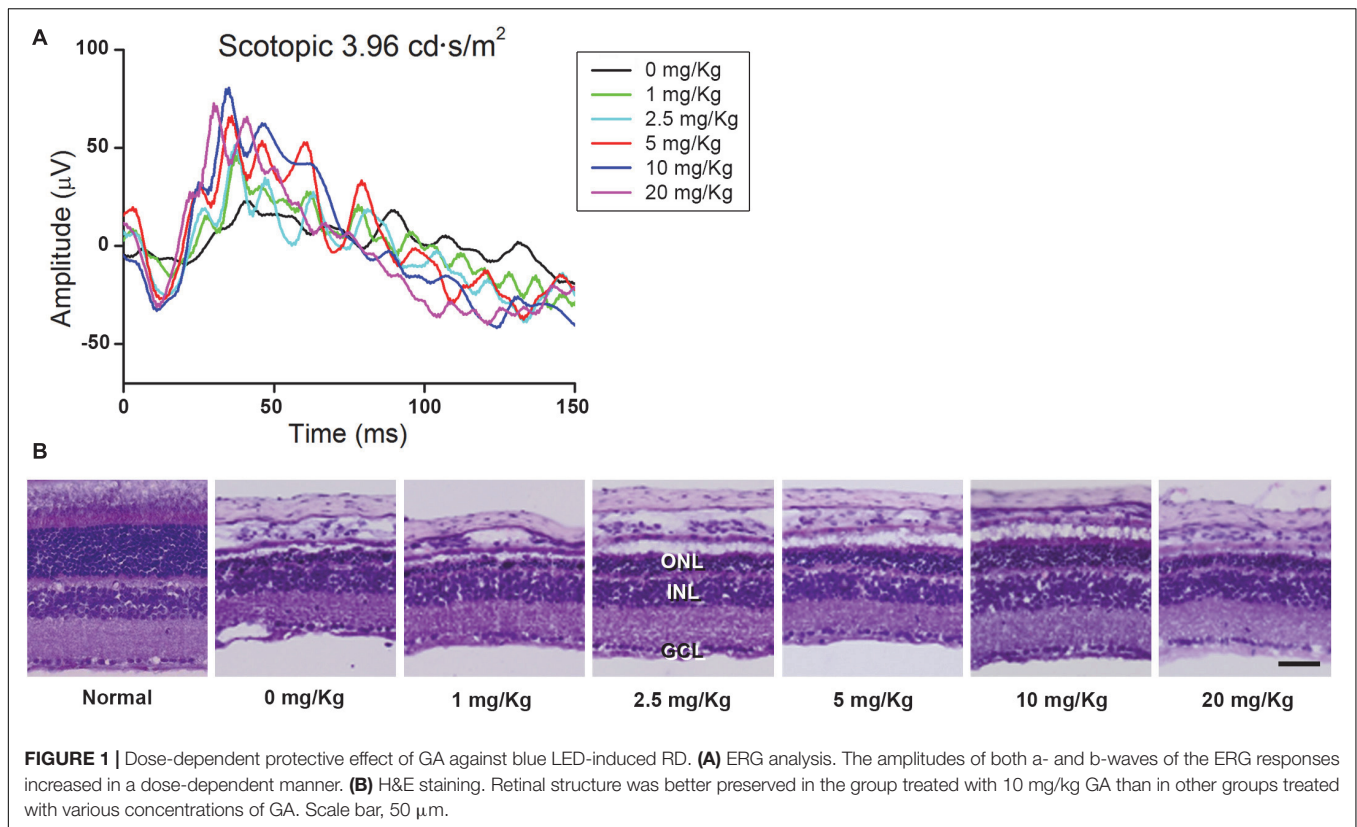 A
Scotopic 3.96 cd·s/m²
100
50
0
-50
Amplitude (μV)
0
50
100
150
Time (ms)
0 mg/Kg
1 mg/Kg
2.5 mg/Kg
5 mg/Kg
10 mg/Kg
20 mg/Kg
B
ONL
INL
GCL
Normal
0 mg/Kg
1 mg/Kg
2.5 mg/Kg
5 mg/Kg
10 mg/Kg
20 mg/Kg
FIGURE 1 | Dose-dependent protective effect of GA against blue LED-induced RD. (A) ERG analysis. The amplitudes of both a- and b-waves of the ERG responses
increased in a dose-dependent manner. (B) H&E staining. Retinal structure was better preserved in the group treated with 10 mg/kg GA than in other groups treated
with various concentrations of GA. Scale bar, 50 μm.